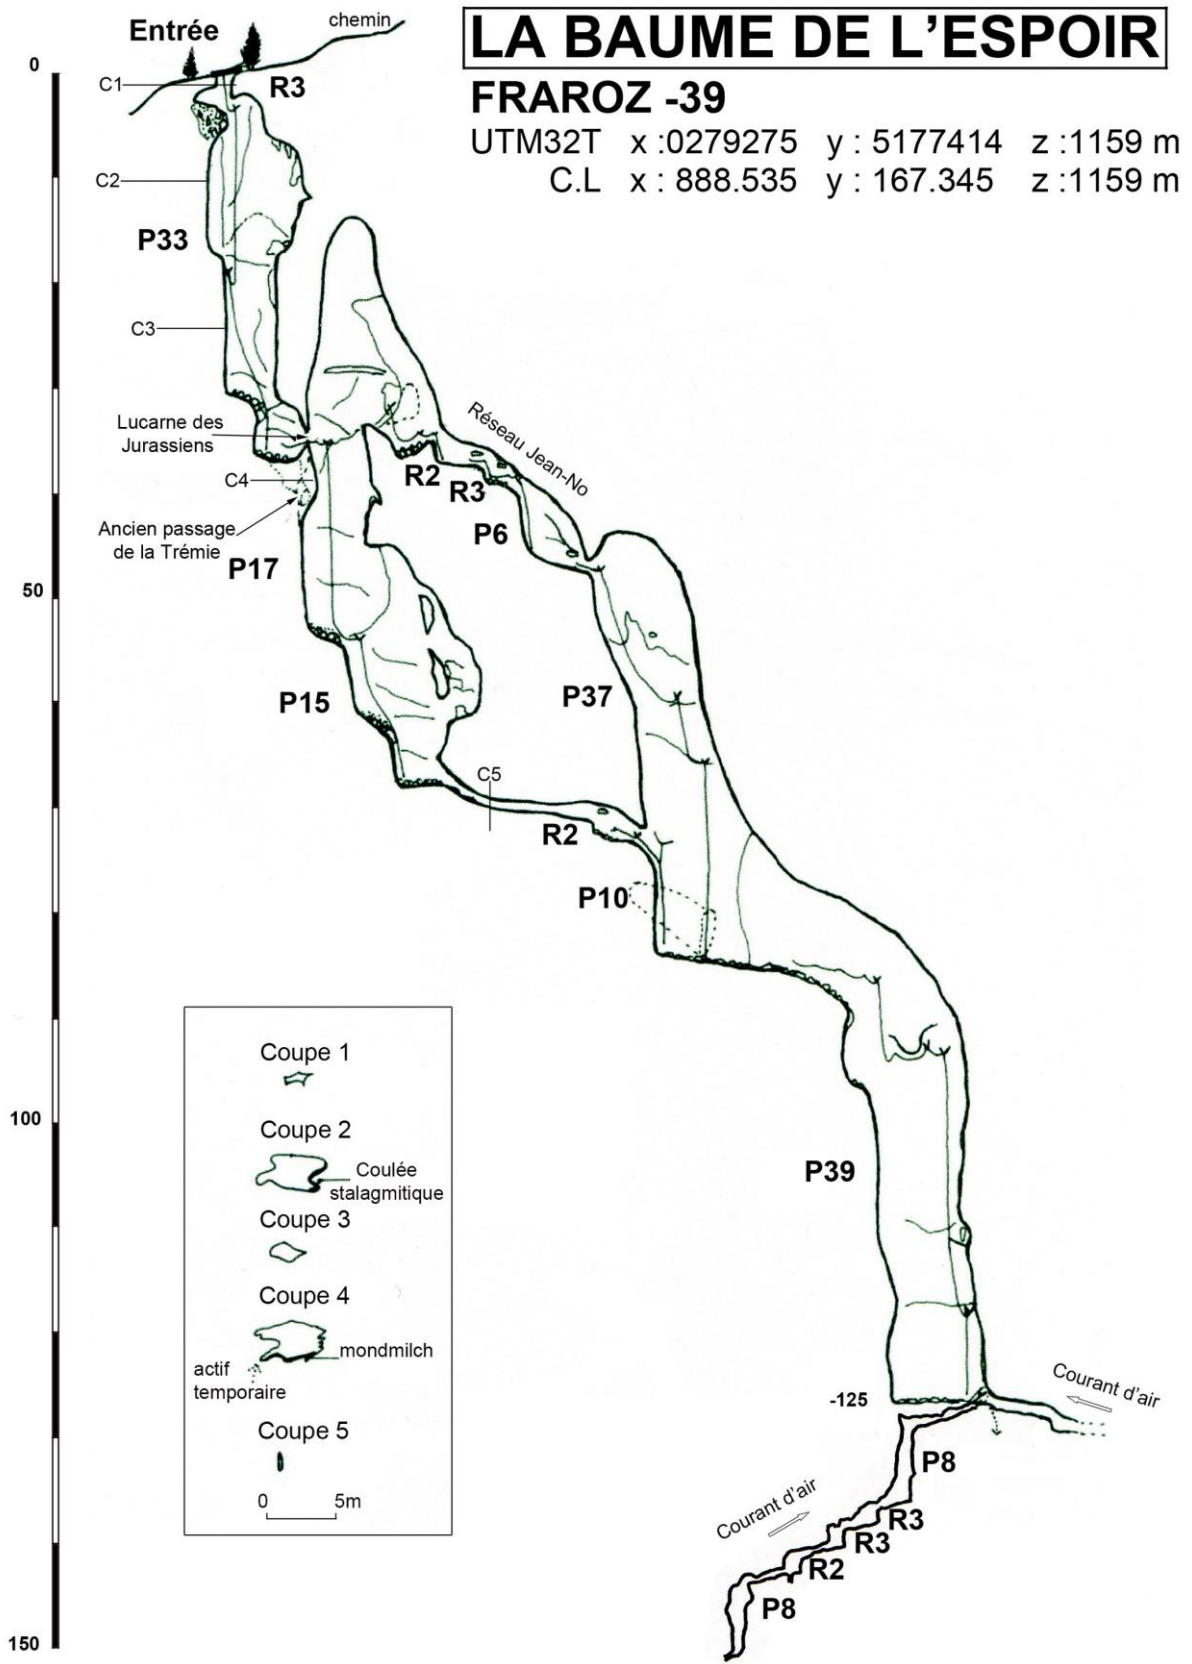 LA BAUME DE L'ESPOIR
FRAROZ -39
UTM32T x :0279275 y : 5177414 z :1159 m
C.L x : 888.535 y : 167.345 z :1159 m
Entrée
chemin
0
C1
R3
C2
P33
C3
Lucarne des
Jurassiens
Réseau Jean-No
R2
R3
C4
Ancien passage
de la Trémie
P6
P17
50
P15
P37
C5
R2
P10
100
P39
-125
Courant d'air
P8
Courant d'air
R3
R3
R2
P8
150
Coupe 1
Coupe 2
Coulée
stalagmitique
Coupe 3
Coupe 4
mondmilch
actif
temporaire
Coupe 5
0 5m